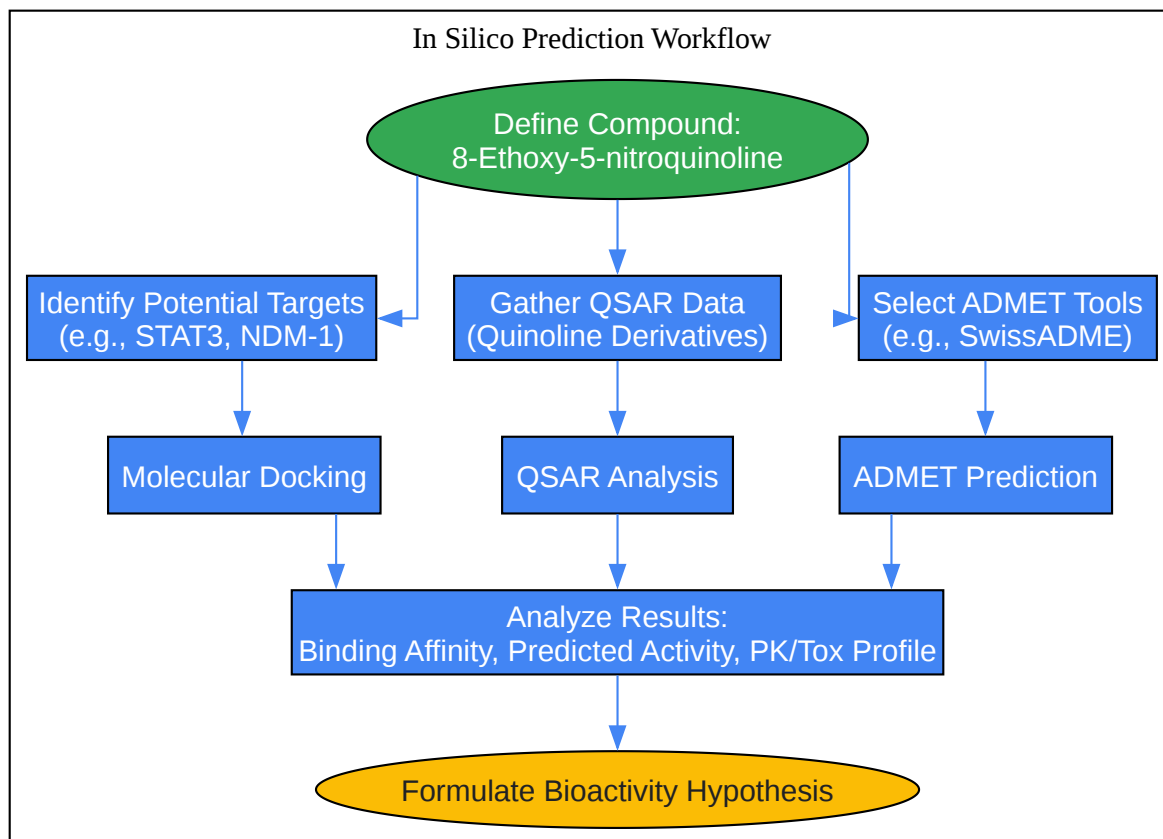 In Silico Prediction Workflow
Define Compound:
8-Ethoxy-5-nitroquinoline
Identify Potential Targets
(e.g., STAT3, NDM-1)
Gather QSAR Data
(Quinoline Derivatives)
Select ADMET Tools
(e.g., SwissADME)
Molecular Docking
QSAR Analysis
ADMET Prediction
Analyze Results:
Binding Affinity, Predicted Activity, PK/Tox Profile
Formulate Bioactivity Hypothesis